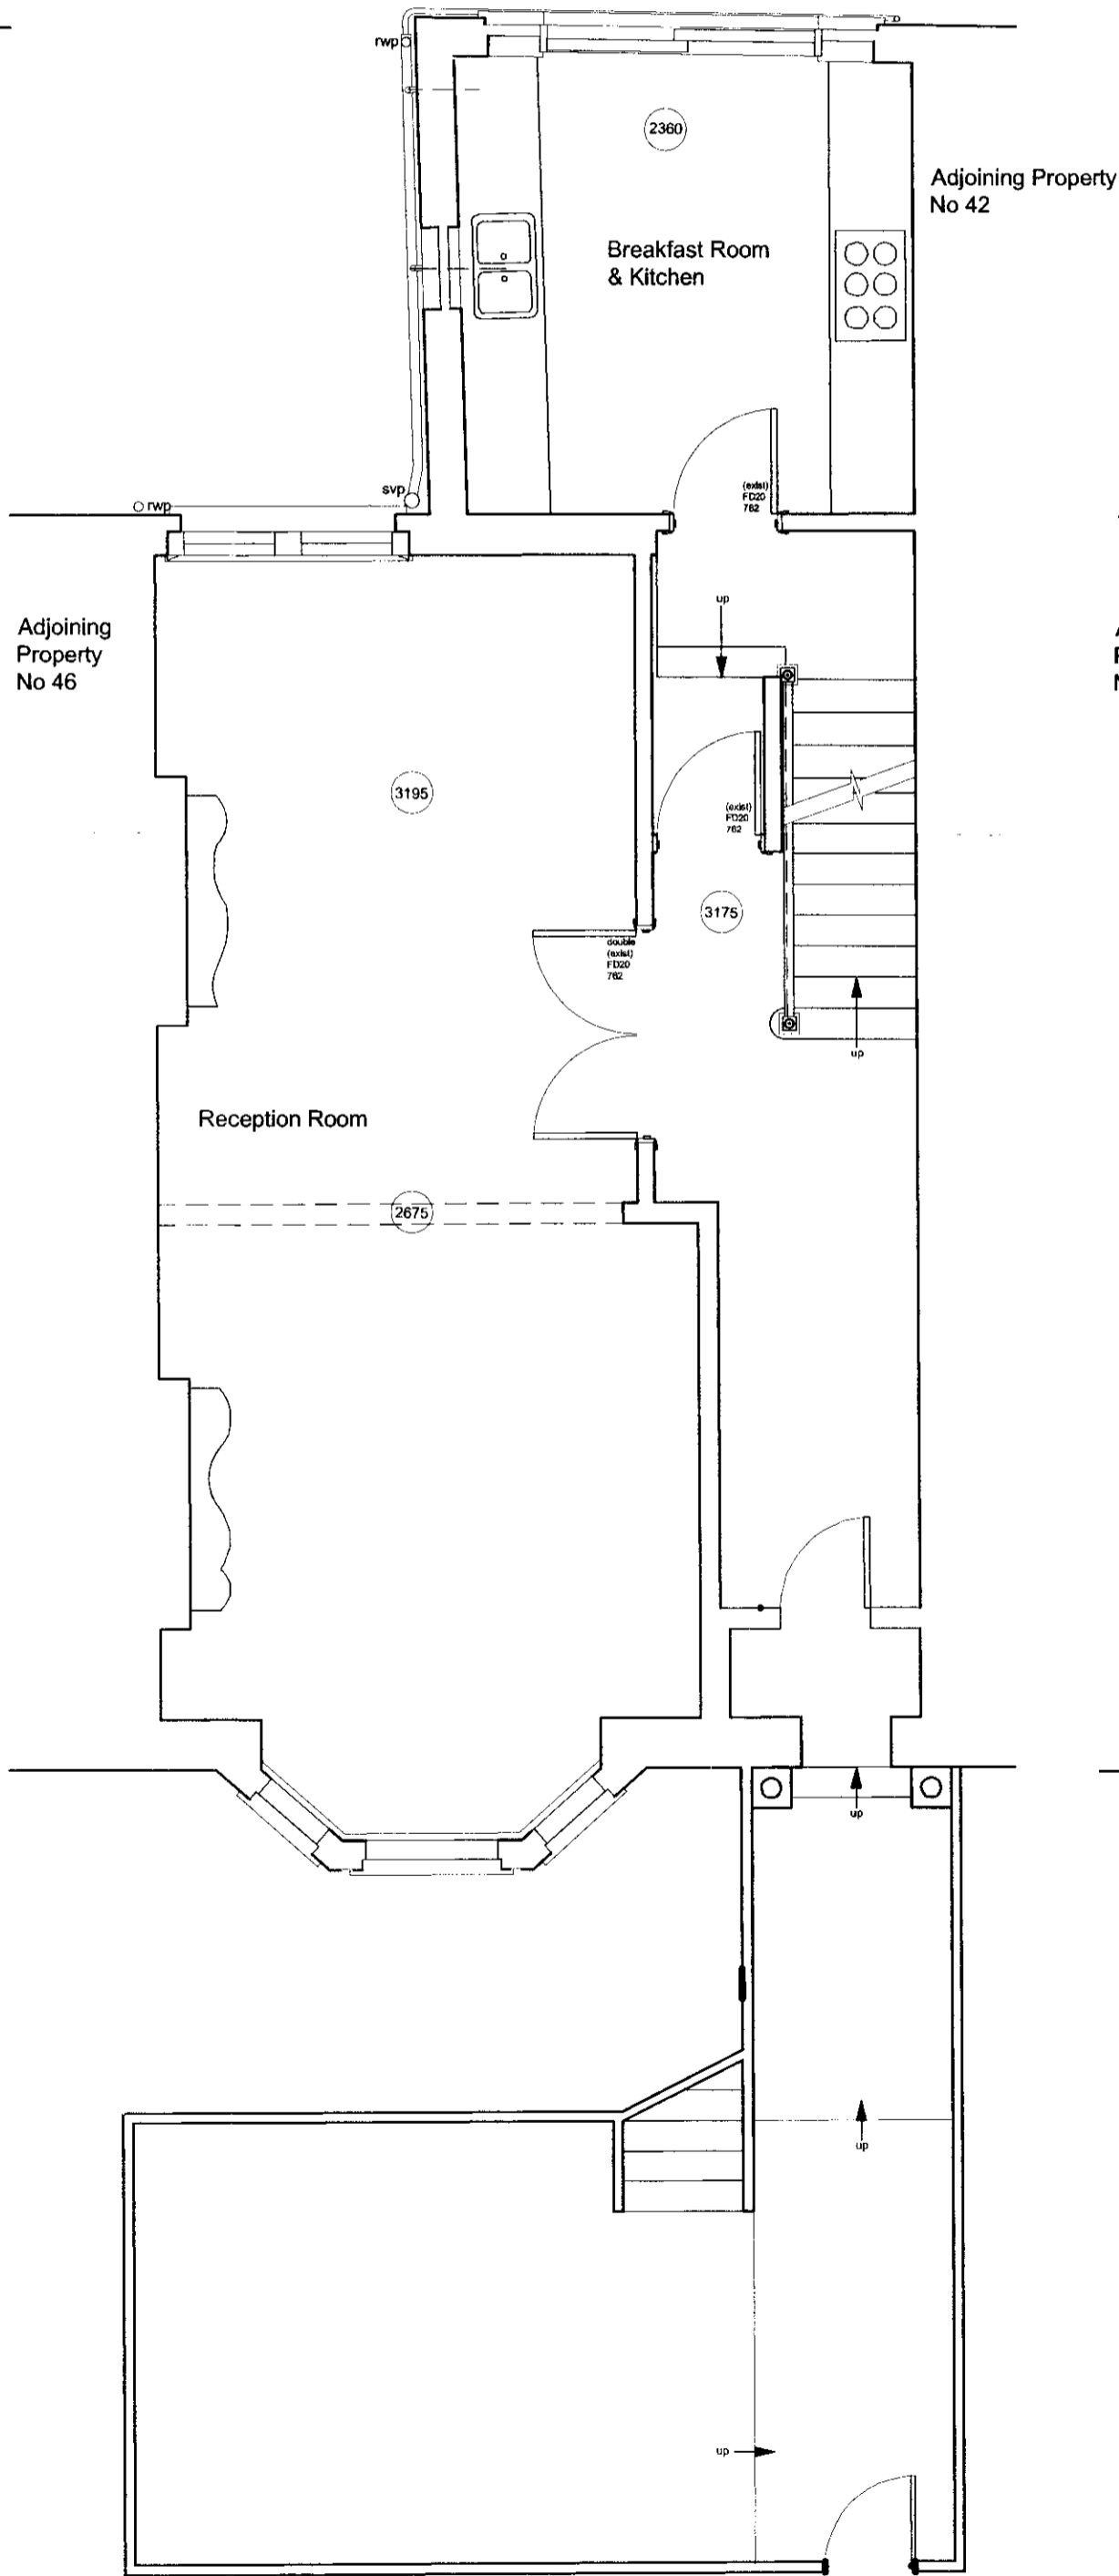 rwp
2360
Adjoining Property
No 42
Breakfast Room
& Kitchen
(exist)
FD20
762
svp
rwp
up
Adjoining
Property
No 46
3195
(exist)
FD20
762
3175
double
(exist)
FD20
762
up
Reception Room
2675
up
up
up